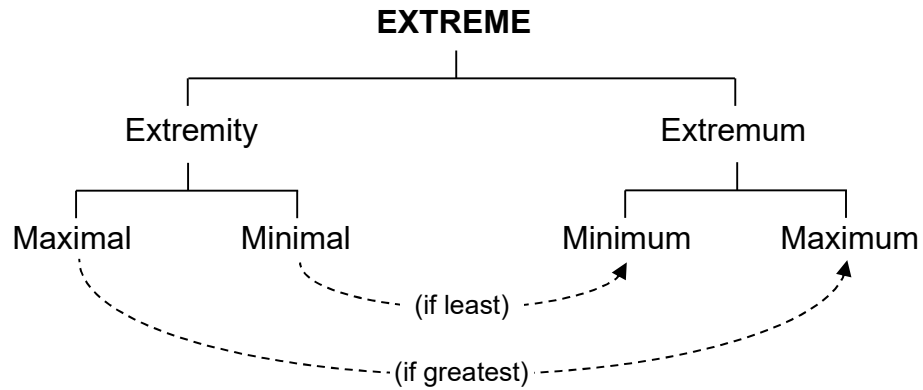 EXTREME
Extremity Extremum
Maximal Minimal Minimum Maximum
(if least)
(if greatest)